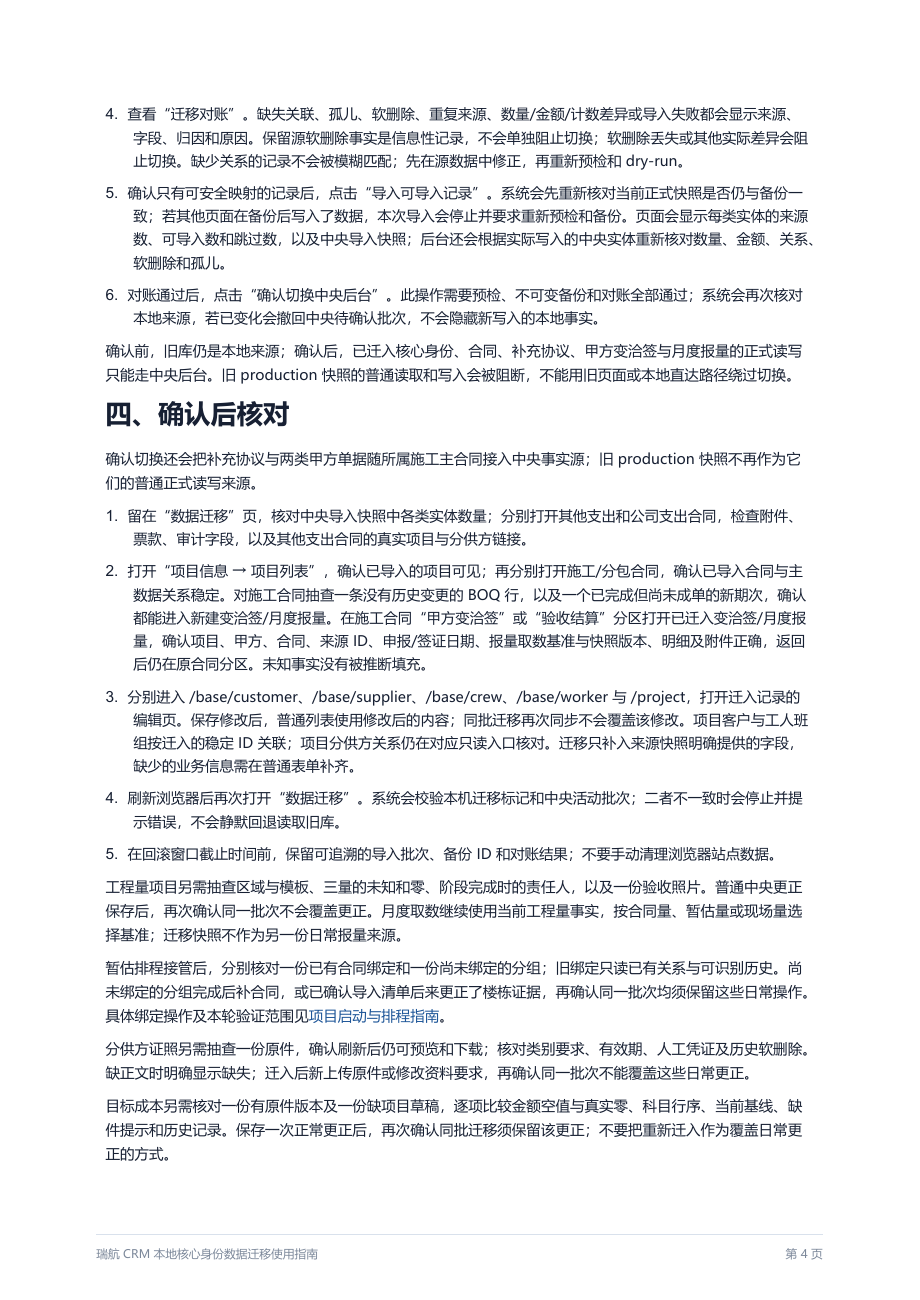 4. 查看“迁移对账”。缺失关联、孤儿、软删除、重复来源、数量/金额/计数差异或导入失败都会显示来源、
字段、归因和原因。保留源软删除事实是信息性记录，不会单独阻止切换；软删除丢失或其他实际差异会阻
止切换。缺少关系的记录不会被模糊匹配；先在源数据中修正，再重新预检和 dry-run。
5. 确认只有可安全映射的记录后，点击“导入可导入记录”。系统会先重新核对当前正式快照是否仍与备份一
致；若其他页面在备份后写入了数据，本次导入会停止并要求重新预检和备份。页面会显示每类实体的来源
数、可导入数和跳过数，以及中央导入快照；后台还会根据实际写入的中央实体重新核对数量、金额、关系、
软删除和孤儿。
6. 对账通过后，点击“确认切换中央后台”。此操作需要预检、不可变备份和对账全部通过；系统会再次核对
本地来源，若已变化会撤回中央待确认批次，不会隐藏新写入的本地事实。
确认前，旧库仍是本地来源；确认后，已迁入核心身份、合同、补充协议、甲方变洽签与月度报量的正式读写
只能走中央后台。旧 production 快照的普通读取和写入会被阻断，不能用旧页面或本地直达路径绕过切换。
四、确认后核对
确认切换还会把补充协议与两类甲方单据随所属施工主合同接入中央事实源；旧 production 快照不再作为它
们的普通正式读写来源。
1. 留在“数据迁移”页，核对中央导入快照中各类实体数量；分别打开其他支出和公司支出合同，检查附件、
票款、审计字段，以及其他支出合同的真实项目与分供方链接。
2. 打开“项目信息 → 项目列表”，确认已导入的项目可见；再分别打开施工/分包合同，确认已导入合同与主
数据关系稳定。对施工合同抽查一条没有历史变更的 BOQ 行，以及一个已完成但尚未成单的新期次，确认
都能进入新建变洽签/月度报量。在施工合同“甲方变洽签”或“验收结算”分区打开已迁入变洽签/月度报
量，确认项目、甲方、合同、来源 ID、申报/签证日期、报量取数基准与快照版本、明细及附件正确，返回
后仍在原合同分区。未知事实没有被推断填充。
3. 分别进入 /base/customer、/base/supplier、/base/crew、/base/worker 与 /project，打开迁入记录的
编辑页。保存修改后，普通列表使用修改后的内容；同批迁移再次同步不会覆盖该修改。项目客户与工人班
组按迁入的稳定 ID 关联；项目分供方关系仍在对应只读入口核对。迁移只补入来源快照明确提供的字段，
缺少的业务信息需在普通表单补齐。
4. 刷新浏览器后再次打开“数据迁移”。系统会校验本机迁移标记和中央活动批次；二者不一致时会停止并提
示错误，不会静默回退读取旧库。
5. 在回滚窗口截止时间前，保留可追溯的导入批次、备份 ID 和对账结果；不要手动清理浏览器站点数据。
工程量项目另需抽查区域与模板、三量的未知和零、阶段完成时的责任人，以及一份验收照片。普通中央更正
保存后，再次确认同一批次不会覆盖更正。月度取数继续使用当前工程量事实，按合同量、暂估量或现场量选
择基准；迁移快照不作为另一份日常报量来源。
暂估排程接管后，分别核对一份已有合同绑定和一份尚未绑定的分组；旧绑定只读已有关系与可识别历史。尚
未绑定的分组完成后补合同，或已确认导入清单后来更正了楼栋证据，再确认同一批次均须保留这些日常操作。
具体绑定操作及本轮验证范围见项目启动与排程指南。
分供方证照另需抽查一份原件，确认刷新后仍可预览和下载；核对类别要求、有效期、人工凭证及历史软删除。
缺正文时明确显示缺失；迁入后新上传原件或修改资料要求，再确认同一批次不能覆盖这些日常更正。
目标成本另需核对一份有原件版本及一份缺项目草稿，逐项比较金额空值与真实零、科目行序、当前基线、缺
件提示和历史记录。保存一次正常更正后，再次确认同批迁移须保留该更正；不要把重新迁入作为覆盖日常更
正的方式。
瑞航 CRM 本地核心身份数据迁移使用指南
第 4 页